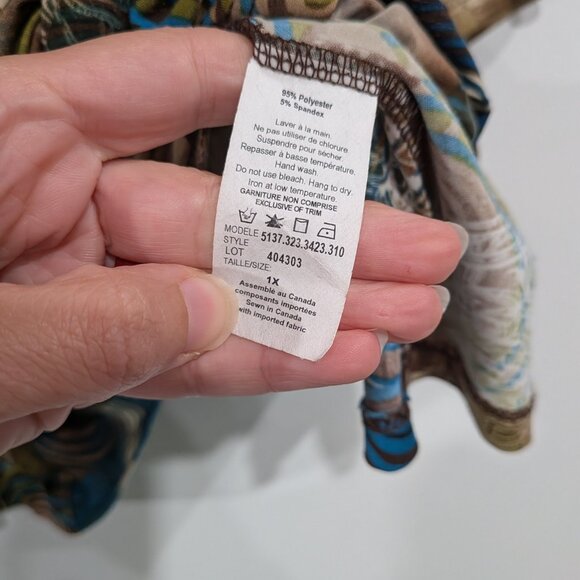 95% Polyester
5% Spandex
Laver à la main.
Ne pas utiliser de chlorure.
Suspendre pour sécher.
Repasser à basse température.
Hand wash.
Do not use bleach. Hang to dry.
Iron at low temperature.
GARNITURE NON COMPRISE
EXCLUSIVE OF TRIM
MODELE
STYLE 5137.323.3423.310
LOT 404303
TAILLE/SIZE:
1X
Assemblé au Canada
composants importées
Sewn in Canada
with imported fabric